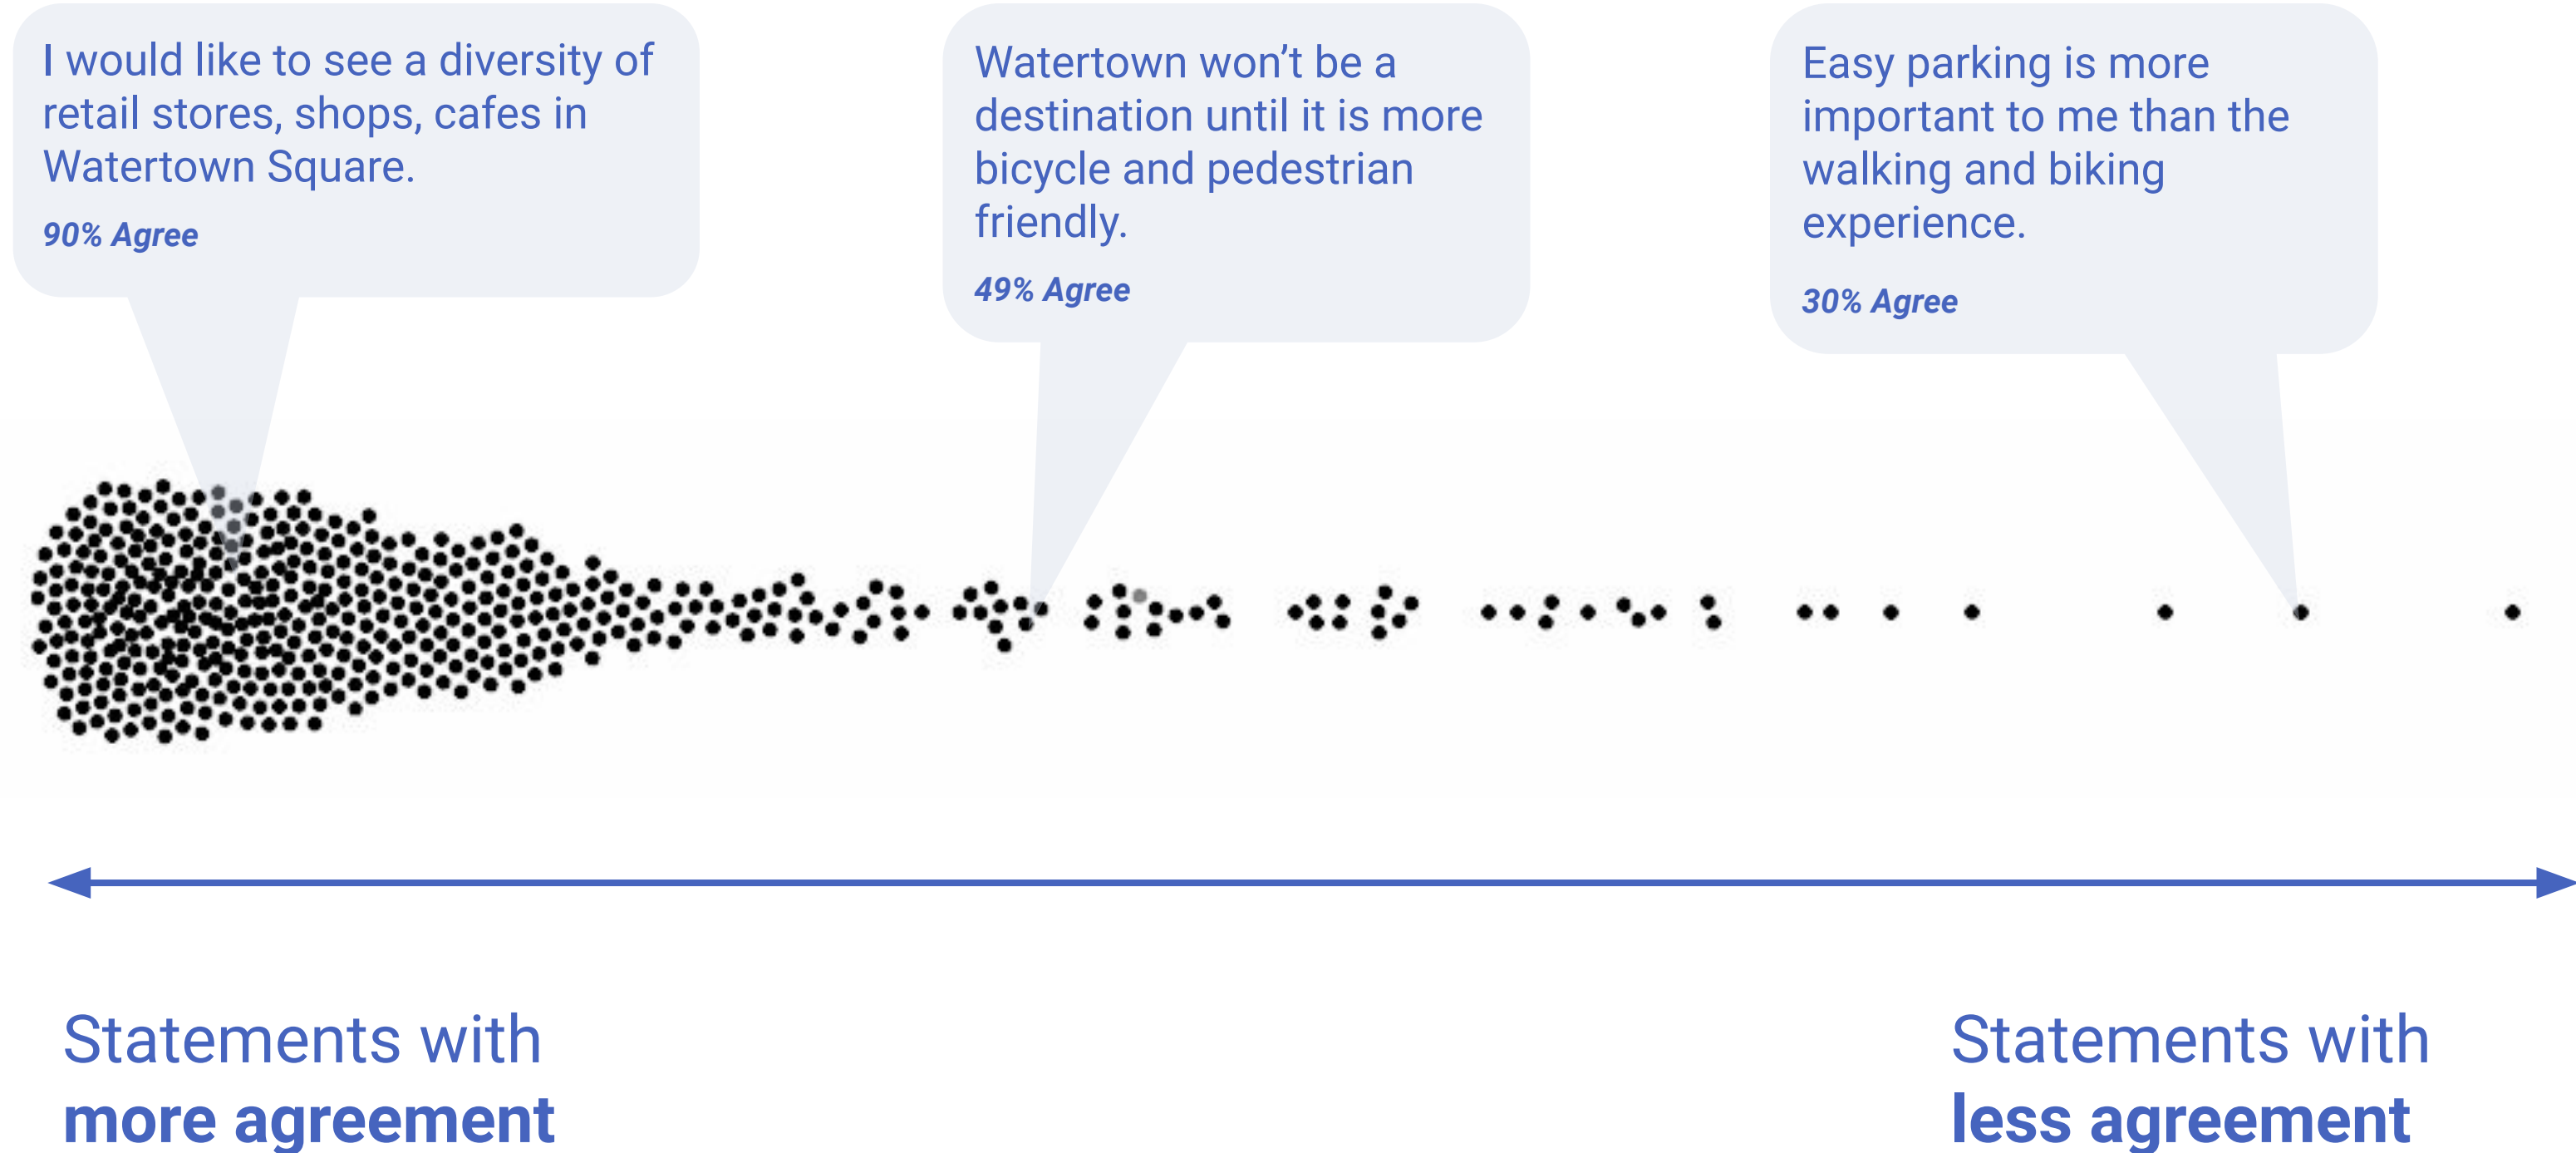 I would like to see a diversity of
retail stores, shops, cafes in
Watertown Square.
90% Agree
Watertown won’t be a
destination until it is more
bicycle and pedestrian
friendly.
49% Agree
Easy parking is more
important to me than the
walking and biking
experience.
30% Agree
Statements with
more agreement
Statements with
less agreement